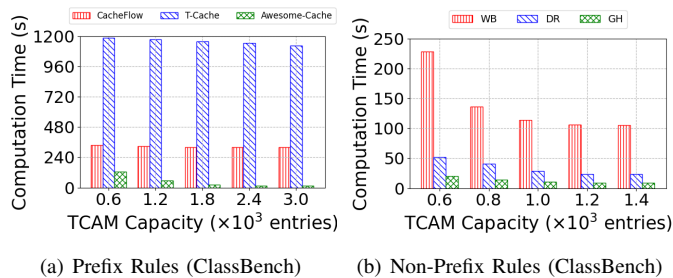 CacheFlow T-Cache Awesome-Cache
Computation Time (s)
1200
960
720
480
240
0
0.6 1.2 1.8 2.4 3.0
TCAM Capacity (×10³ entries)
(a) Prefix Rules (ClassBench)
WB DR GH
Computation Time (s)
250
200
150
100
50
0
0.6 0.8 1.0 1.2 1.4
TCAM Capacity (×10³ entries)
(b) Non-Prefix Rules (ClassBench)